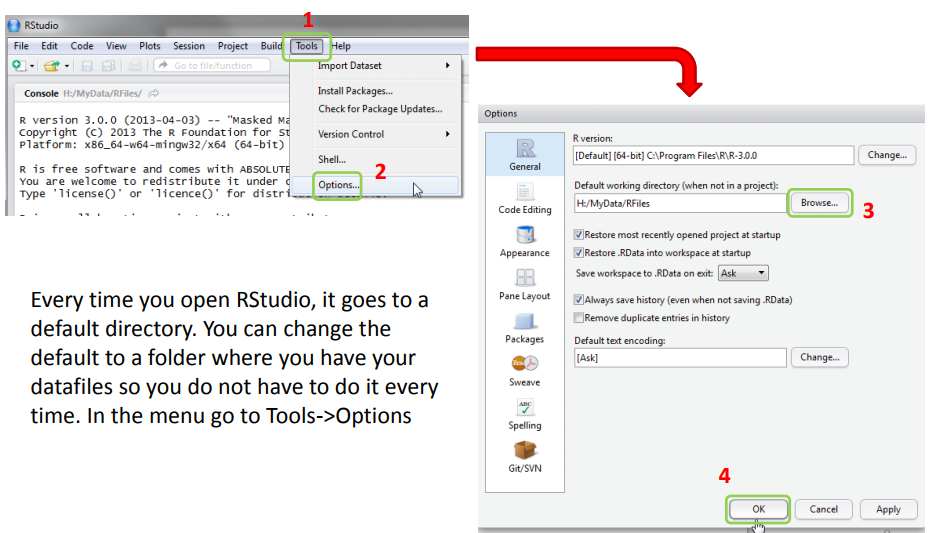 1
RStudio
File Edit Code View Plots Session Project Build Tools Help
Go to file/function
Import Dataset
Console H:/MyData/RFiles/
Install Packages...
Check for Package Updates...
R version 3.0.0 (2013-04-03) -- "Masked Ma
Copyright (C) 2013 The R Foundation for St
Platform: x86_64-w64-mingw32/x64 (64-bit)
Version Control
Shell...
2
Options...
R is free software and comes with ABSOLUTE
You are welcome to redistribute it under
Type 'license()' or 'licence()' for
Every time you open RStudio, it goes to a
default directory. You can change the
default to a folder where you have your
datafiles so you do not have to do it every
time. In the menu go to Tools->Options
Options
General
Code Editing
Appearance
Pane Layout
Packages
Sweave
ABC
Spelling
Git/SVN
R version:
[Default] [64-bit] C:\Program Files\R\R-3.0.0
Change...
Default working directory (when not in a project):
H:/MyData/RFiles
Browse...
3
Restore most recently opened project at startup
Restore .RData into workspace at startup
Save workspace to .RData on exit: Ask
Always save history (even when not saving .RData)
Remove duplicate entries in history
Default text encoding:
[Ask]
Change...
4
OK
Cancel
Apply